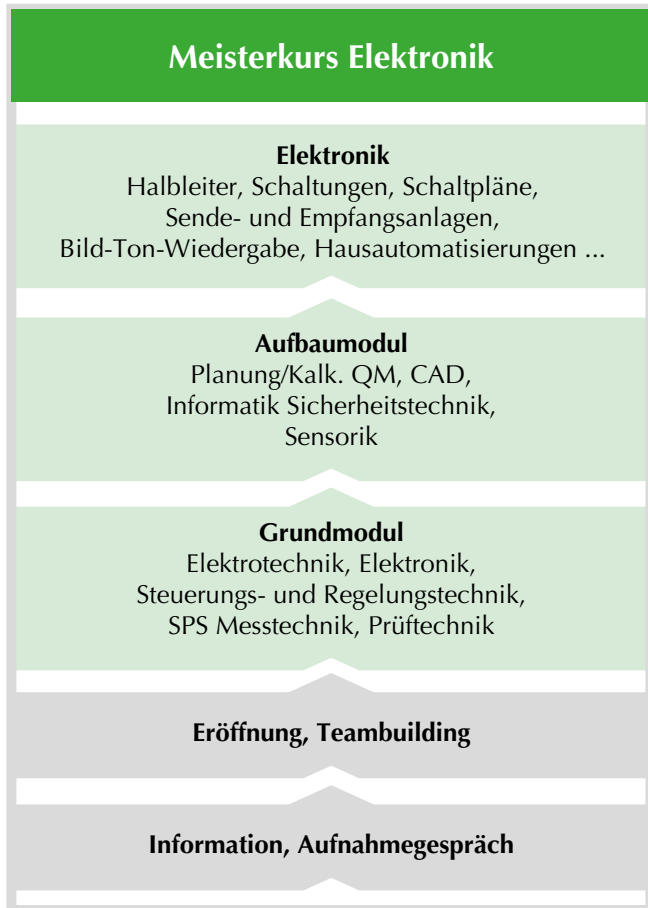 Meisterkurs Elektronik
Elektronik
Halbleiter, Schaltungen, Schaltpläne,
Sende- und Empfangsanlagen,
Bild-Ton-Wiedergabe, Hausautomatisierungen ...
Aufbaumodul
Planung/Kalk. QM, CAD,
Informatik Sicherheitstechnik,
Sensorik
Grundmodul
Elektrotechnik, Elektronik,
Steuerungs- und Regelungstechnik,
SPS Messtechnik, Prüftechnik
Eröffnung, Teambuilding
Information, Aufnahmegespräch